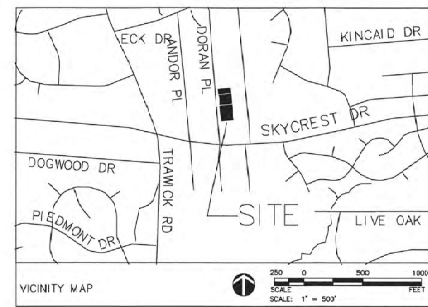 KINCAID DR
ECK DR
ANDOR PL
DORAN PL
SKYCREST DR
DOGWOOD DR
TRAWICK RD
SITE
PIEDMONT DR
LIVE OAK
VICINITY MAP
250 0 500 1000
SCALE FEET
SCALE: 1" = 500'